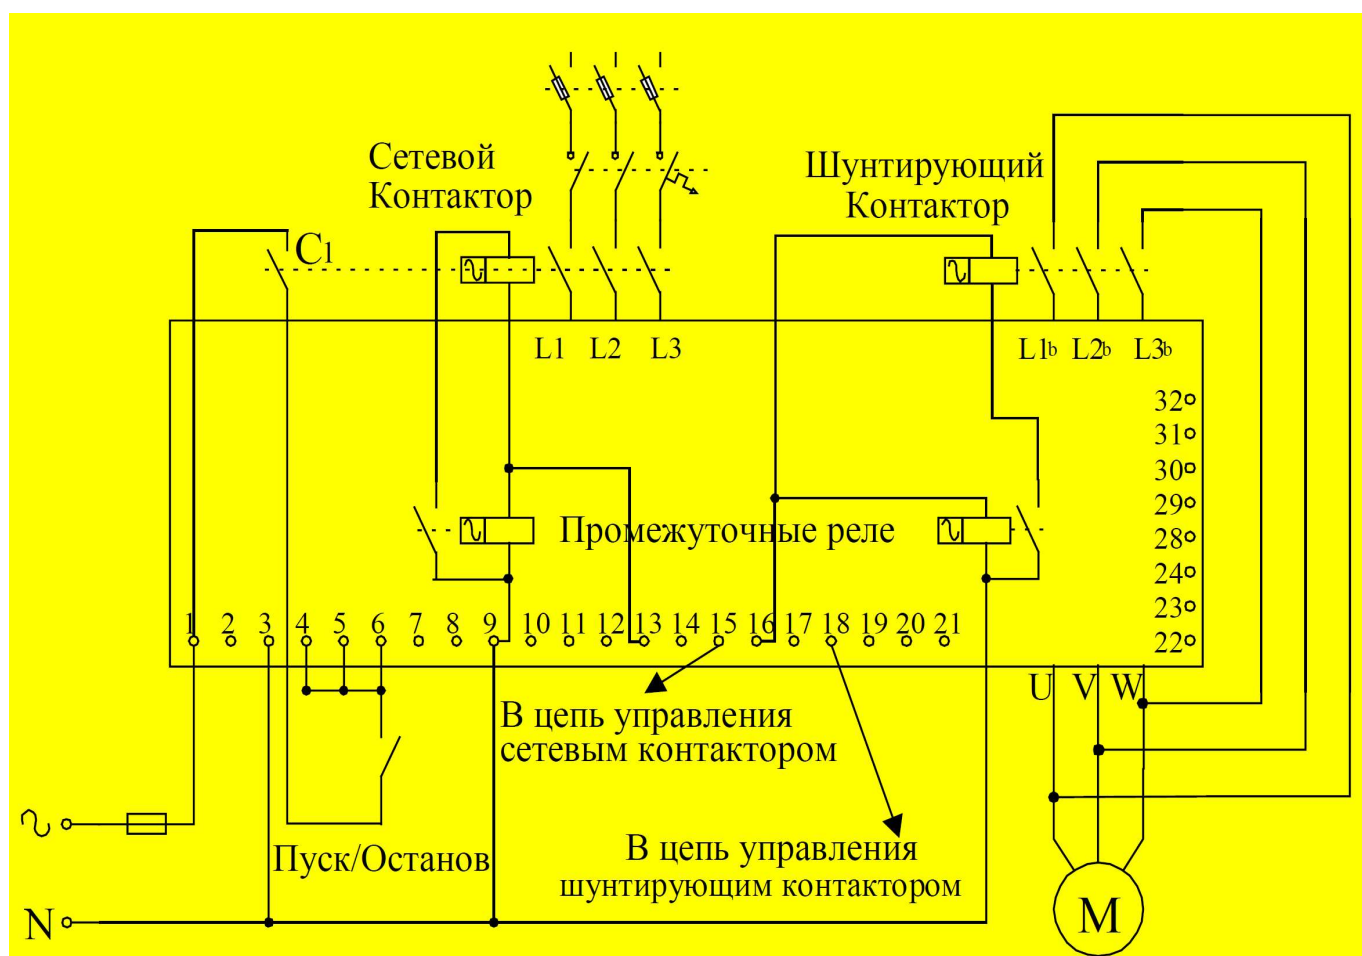 Сетевой
Контактор
Шунтирующий
Контактор
C1
L1 L2 L3
L1b L2b L3b
32
31
30
29
28
24
23
22
Промежуточные реле
1 2 3 4 5 6 7 8 9 10 11 12 13 14 15 16 17 18 19 20 21
U V W
В цепь управления
сетевым контактором
Пуск/Останов
В цепь управления
шунтирующим контактором
N
M